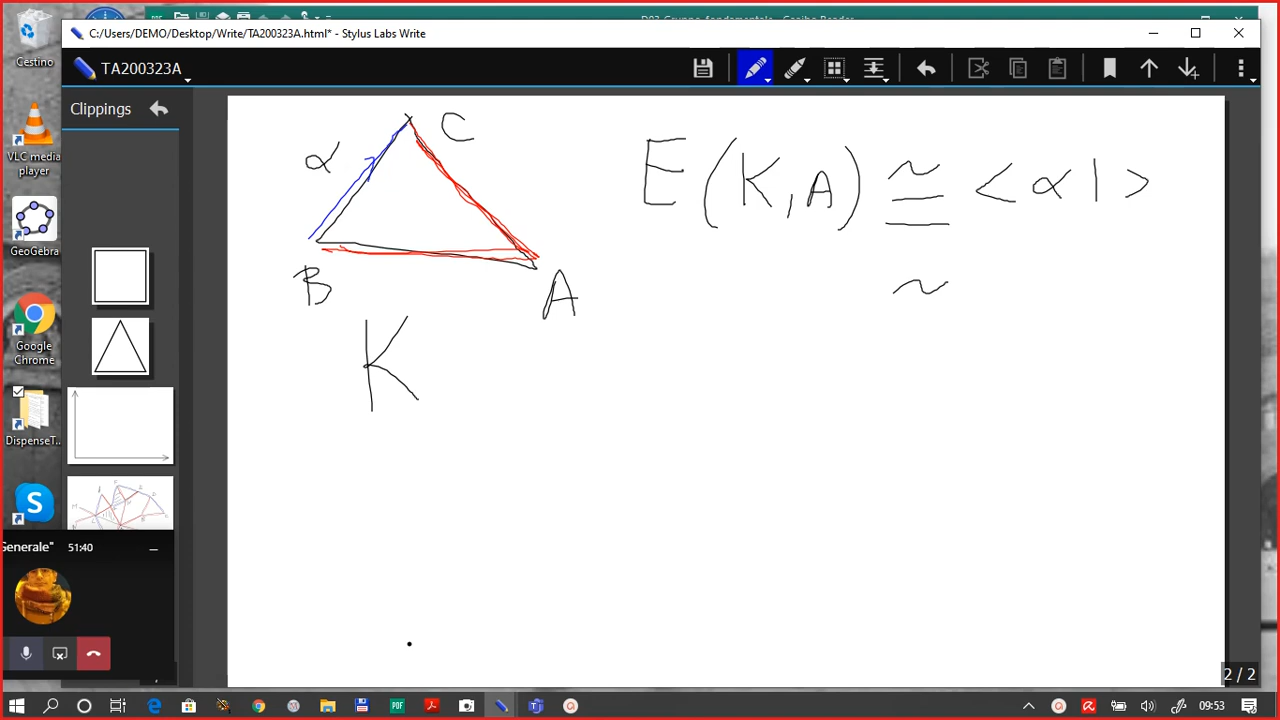 Cestino
C:/Users/DEMO/Desktop/Write/TA200323A.html* - Stylus Labs Write
TA200323A
Clippings
VLC media
player
GeoGebra
Google
Chrome
DispenseT...
Generale" 51:40
α C
B A
K
E(K,A) ≅ <α|>
~
2 / 2
09:53